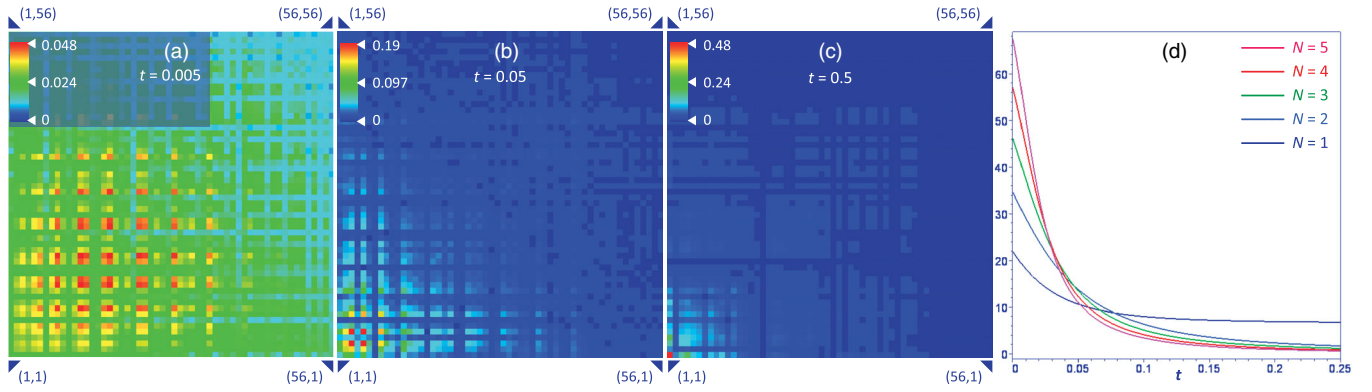 (1,56) (56,56) (1,56) (56,56) (1,56) (56,56)
(a) (b) (c) (d)
t = 0.005 t = 0.05 t = 0.5
0.048
0.024
0
0.19
0.097
0
0.48
0.24
0
N = 5
N = 4
N = 3
N = 2
N = 1
60
50
40
30
20
10
0
0 0.05 0.1 0.15 0.2 0.25
t
(1,1) (56,1) (1,1) (56,1) (1,1) (56,1)